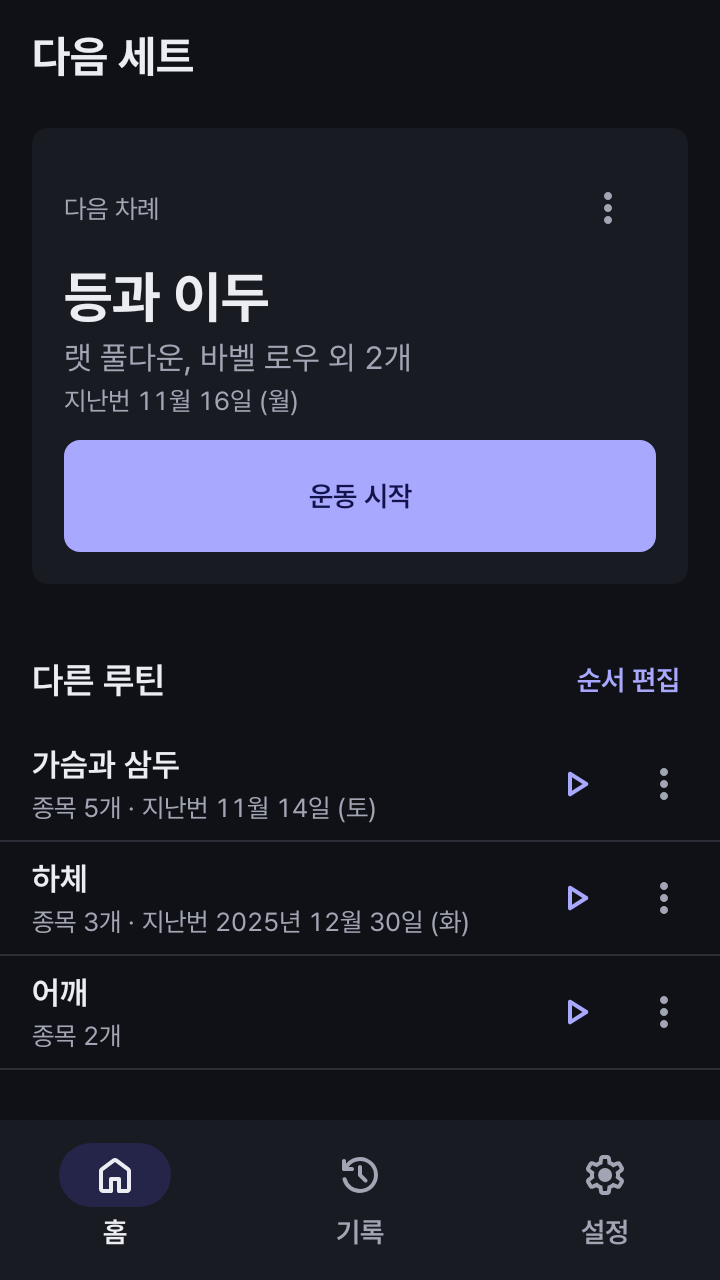 다음 세트
다음 차례
등과 이두
랫 풀다운, 바벨 로우 외 2개
지난번 11월 16일 (월)
운동 시작
다른 루틴
순서 편집
가슴과 삼두
종목 5개 · 지난번 11월 14일 (토)
하체
종목 3개 · 지난번 2025년 12월 30일 (화)
어깨
종목 2개
홈
기록
설정